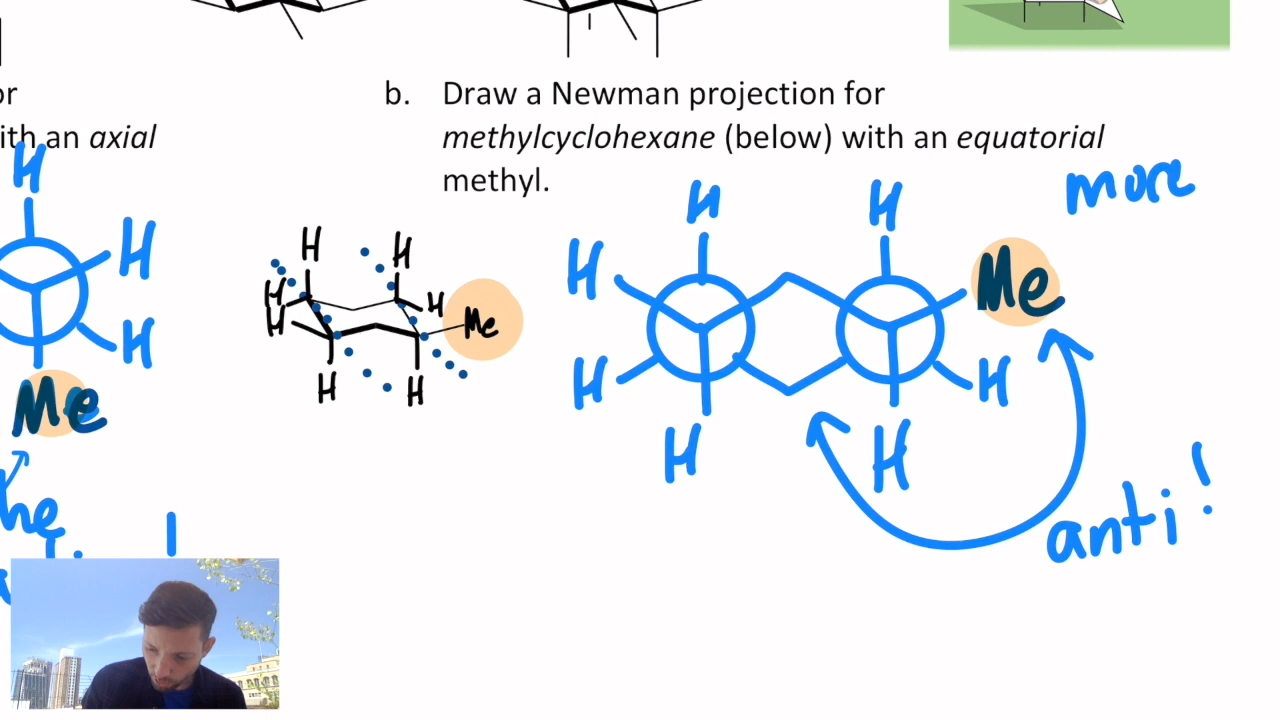 or
ith an axial
H
H
H
Me
he
b. Draw a Newman projection for
methylcyclohexane (below) with an equatorial
methyl.
more
H H
H H
H Me
H H
H H
H Me
H H
H H
anti!